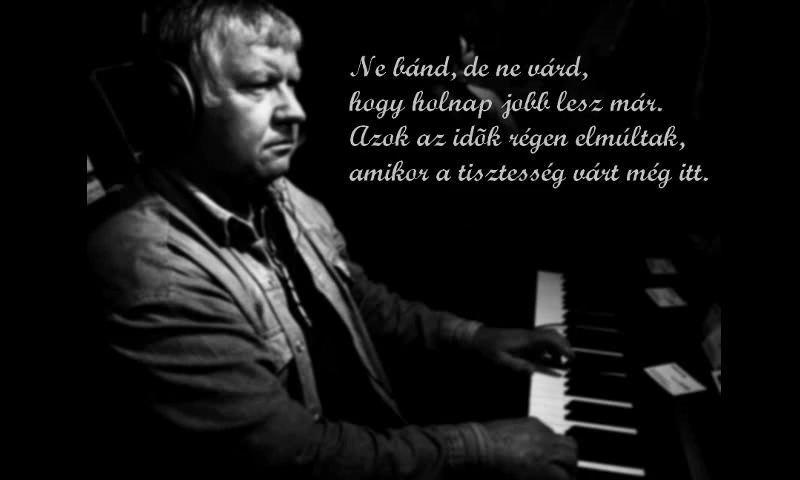 Ne bánd, de ne várd,
hogy holnap jobb lesz már.
Azok az idõk régen elmúltak,
amikor a tisztesség várt még itt.